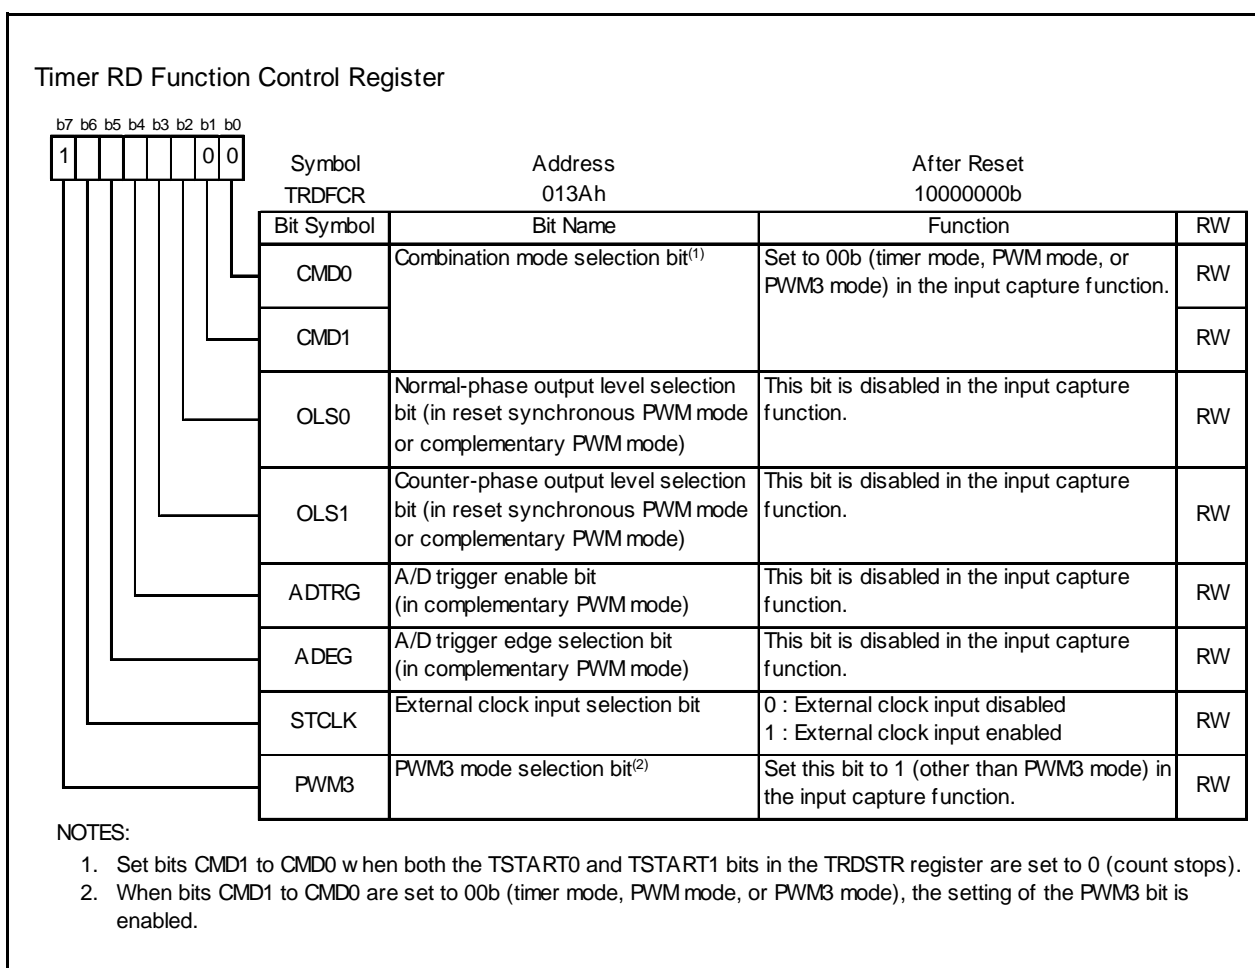 Timer RD Function Control Register
b7 b6 b5 b4 b3 b2 b1 b0
1 0 0
Symbol Address After Reset
TRDFCR 013Ah 10000000b
Bit Symbol Bit Name Function RW
CMD0 Combination mode selection bit(1) Set to 00b (timer mode, PWM mode, or RW
PWM3 mode) in the input capture function.
CMD1 RW
Normal-phase output level selection This bit is disabled in the input capture
OLS0 bit (in reset synchronous PWM mode function. RW
or complementary PWM mode)
Counter-phase output level selection This bit is disabled in the input capture
OLS1 bit (in reset synchronous PWM mode function. RW
or complementary PWM mode)
ADTRG A/D trigger enable bit This bit is disabled in the input capture RW
(in complementary PWM mode) function.
ADEG A/D trigger edge selection bit This bit is disabled in the input capture RW
(in complementary PWM mode) function.
STCLK External clock input selection bit 0 : External clock input disabled RW
1 : External clock input enabled
PWM3 PWM3 mode selection bit(2) Set this bit to 1 (other than PWM3 mode) in RW
the input capture function.
NOTES:
1. Set bits CMD1 to CMD0 when both the TSTART0 and TSTART1 bits in the TRDSTR register are set to 0 (count stops).
2. When bits CMD1 to CMD0 are set to 00b (timer mode, PWM mode, or PWM3 mode), the setting of the PWM3 bit is
enabled.